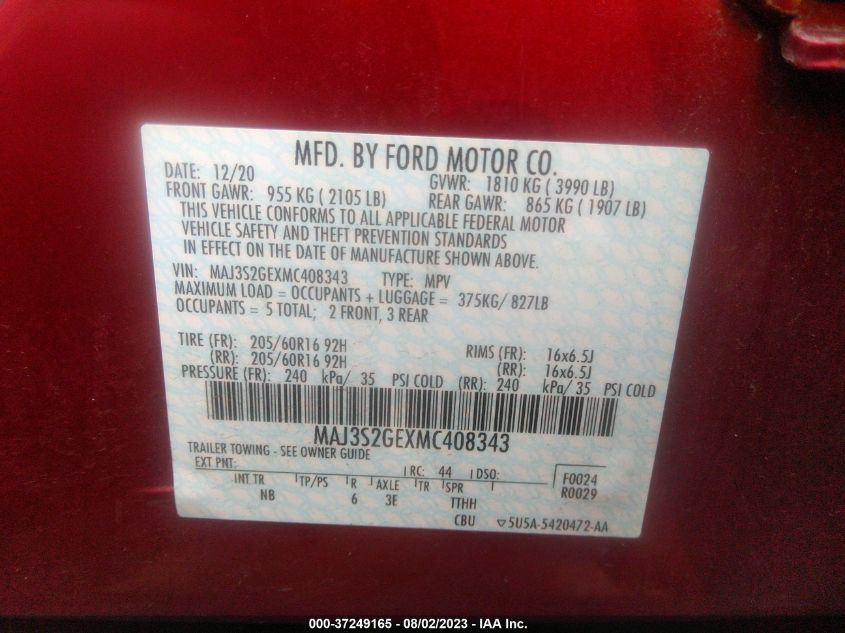 MFD. BY FORD MOTOR CO.
DATE: 12/20 GVWR: 1810 KG ( 3990 LB)
FRONT GAWR: 955 KG ( 2105 LB) REAR GAWR: 865 KG ( 1907 LB)
THIS VEHICLE CONFORMS TO ALL APPLICABLE FEDERAL MOTOR
VEHICLE SAFETY AND THEFT PREVENTION STANDARDS
IN EFFECT ON THE DATE OF MANUFACTURE SHOWN ABOVE.
VIN: MAJ3S2GEXMC408343 TYPE: MPV
MAXIMUM LOAD = OCCUPANTS + LUGGAGE = 375KG/ 827LB
OCCUPANTS = 5 TOTAL; 2 FRONT, 3 REAR
TIRE (FR): 205/60R16 92H RIMS (FR): 16x6.5J
(RR): 205/60R16 92H (RR): 16x6.5J
PRESSURE (FR): 240 kPa/ 35 PSI COLD (RR): 240 kPa/ 35 PSI COLD
MAJ3S2GEXMC408343
TRAILER TOWING - SEE OWNER GUIDE
EXT PNT: RC: 44 DSO: F0024
INT TR TP/PS R AXLE TR SPR R0029
NB 6 3E TTHH
CBU 5U5A-5420472-AA
000-37249165 - 08/02/2023 - IAA Inc.